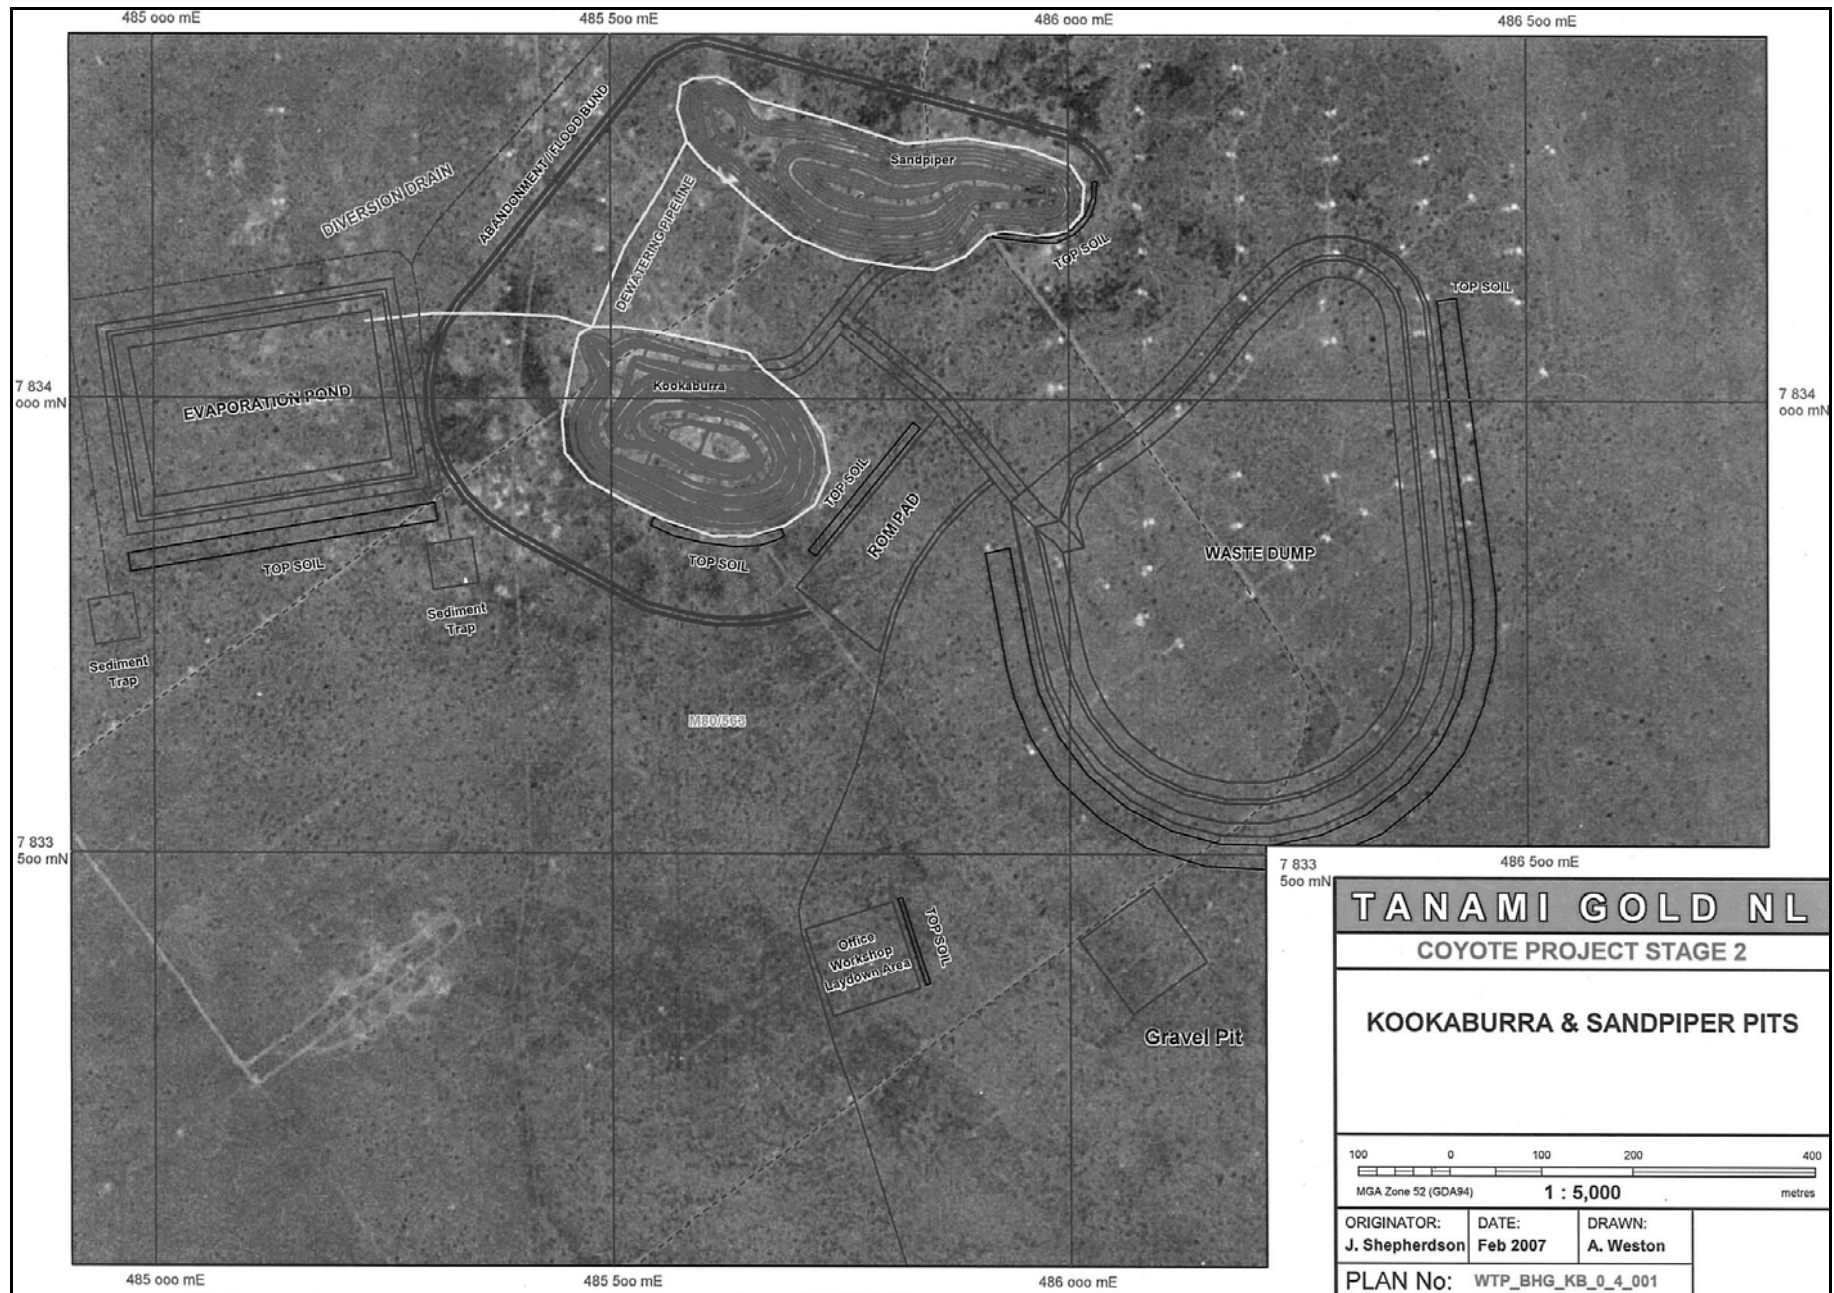 485 000 mE
485 500 mE
486 000 mE
486 500 mE
ABANDONMENT / FLOOD BUND
DIVERSION DRAIN
DEWATERING PIPELINE
Sandpiper
TOP SOIL
TOP SOIL
7 834
000 mN
EVAPORATION POND
Kookaburra
7 834
000 mN
TOP SOIL
ROM PAD
WASTE DUMP
TOP SOIL
TOP SOIL
Sediment
Trap
Sediment
Trap
M80/563
7 833
500 mN
7 833
500 mN
486 500 mE
Office
Workshop
Laydown Area
TOP SOIL
Gravel Pit
485 000 mE
485 500 mE
486 000 mE
TANAMI GOLD NL
COYOTE PROJECT STAGE 2
KOOKABURRA & SANDPIPER PITS
100 0 100 200 400
MGA Zone 52 (GDA94) 1 : 5,000 metres
ORIGINATOR: DATE: DRAWN:
J. Shepherdson Feb 2007 A. Weston
PLAN No: WTP_BHG_KB_0_4_001